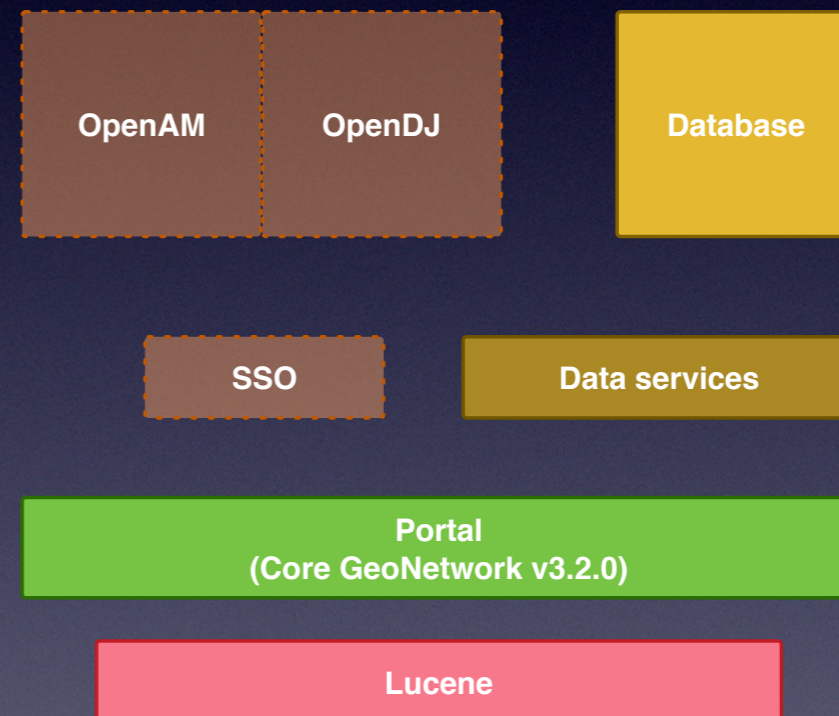 OpenAM
OpenDJ
Database
SSO
Data services
Portal
(Core GeoNetwork v3.2.0)
Lucene